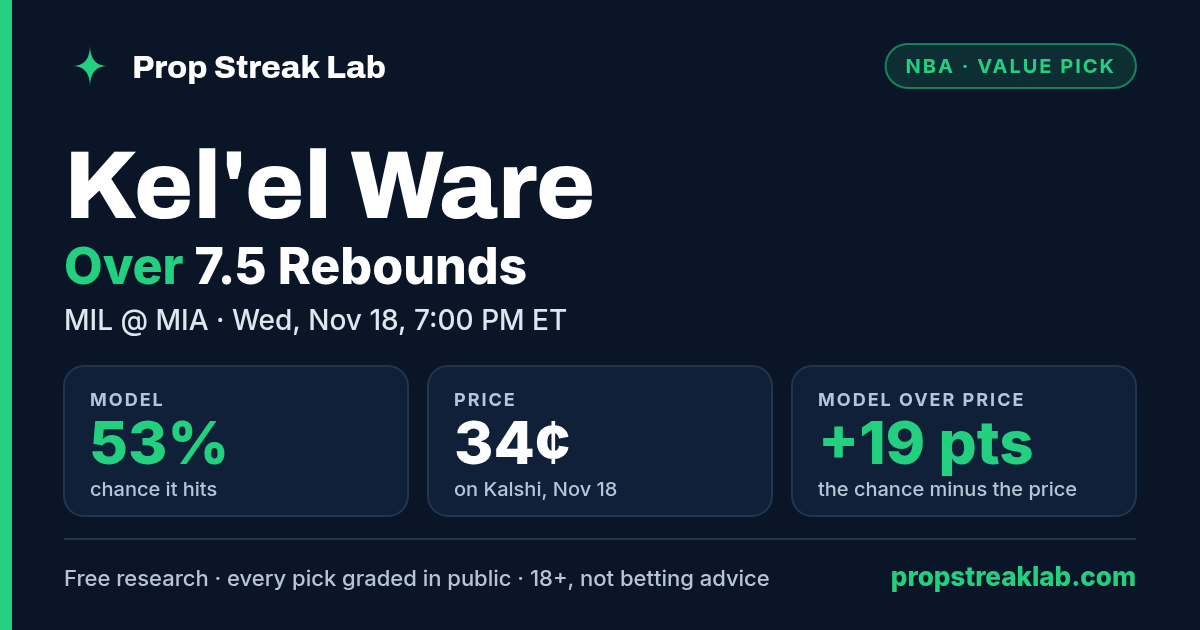 Prop Streak Lab
NBA · VALUE PICK
Kel'el Ware
Over 7.5 Rebounds
MIL @ MIA · Wed, Nov 18, 7:00 PM ET
MODEL
53%
chance it hits
PRICE
34¢
on Kalshi, Nov 18
MODEL OVER PRICE
+19 pts
the chance minus the price
Free research · every pick graded in public · 18+, not betting advice
propstreaklab.com